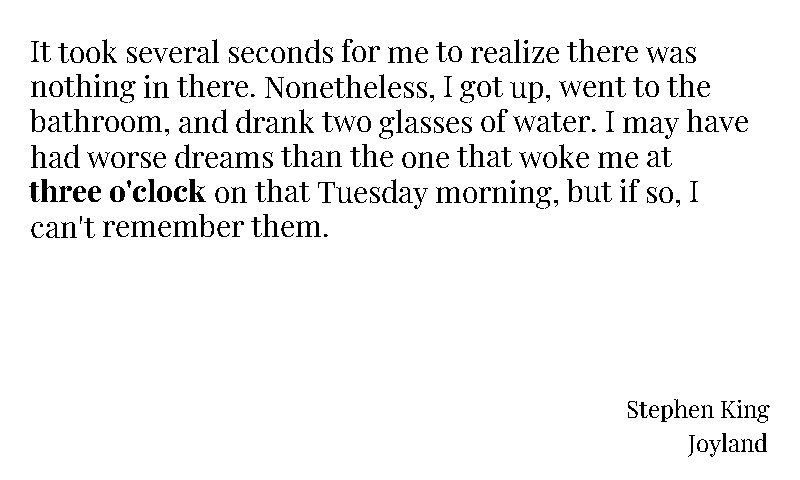 It took several seconds for me to realize there was
nothing in there. Nonetheless, I got up, went to the
bathroom, and drank two glasses of water. I may have
had worse dreams than the one that woke me at
three o'clock on that Tuesday morning, but if so, I
can't remember them.
Stephen King
Joyland